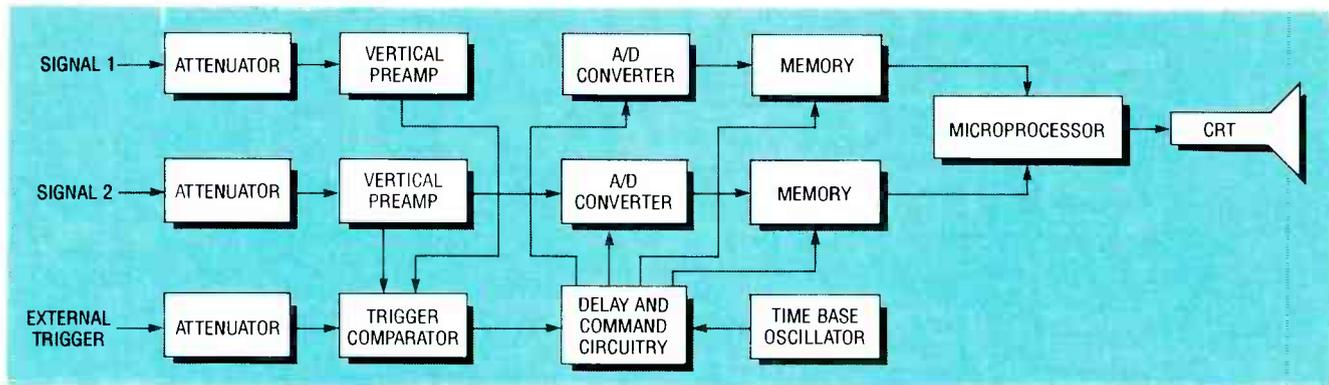 SIGNAL 1
ATTENUATOR
VERTICAL
PREAMP
A/D
CONVERTER
MEMORY
MICROPROCESSOR
CRT
SIGNAL 2
ATTENUATOR
VERTICAL
PREAMP
A/D
CONVERTER
MEMORY
EXTERNAL
TRIGGER
ATTENUATOR
TRIGGER
COMPARATOR
DELAY AND
COMMAND
CIRCUITRY
TIME BASE
OSCILLATOR